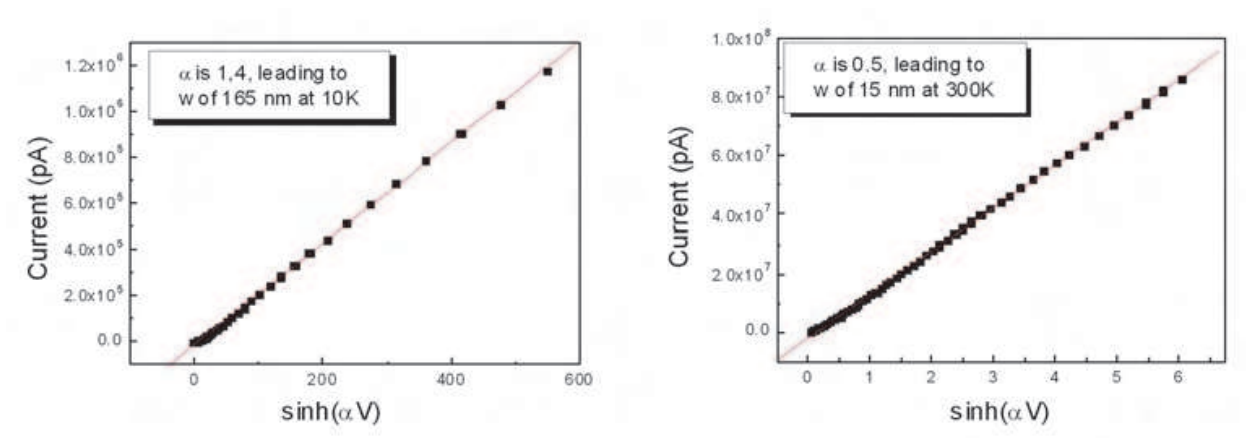 α is 1,4, leading to
w of 165 nm at 10K
1.2x10⁶
1.0x10⁶
8.0x10⁵
6.0x10⁵
4.0x10⁵
2.0x10⁵
0.0
Current (pA)
0
200
400
600
sinh(αV)
α is 0.5, leading to
w of 15 nm at 300K
1.0x10⁸
8.0x10⁷
6.0x10⁷
4.0x10⁷
2.0x10⁷
0.0
Current (pA)
0
1
2
3
4
5
6
sinh(αV)